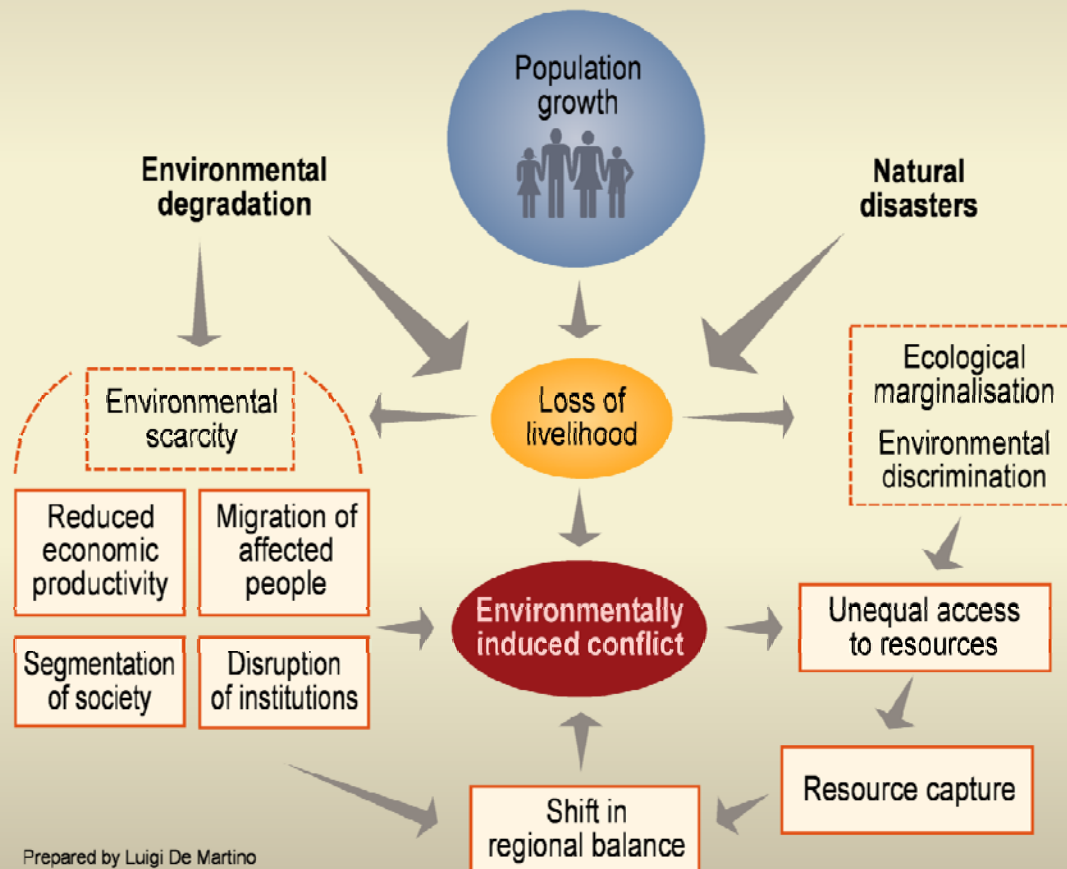 Population
growth
Environmental
degradation
Natural
disasters
Environmental
scarcity
Loss of
livelihood
Ecological
marginalisation
Environmental
discrimination
Reduced
economic
productivity
Migration of
affected
people
Environmentally
induced conflict
Unequal access
to resources
Segmentation
of society
Disruption
of institutions
Shift in
regional balance
Resource capture
Prepared by Luigi De Martino